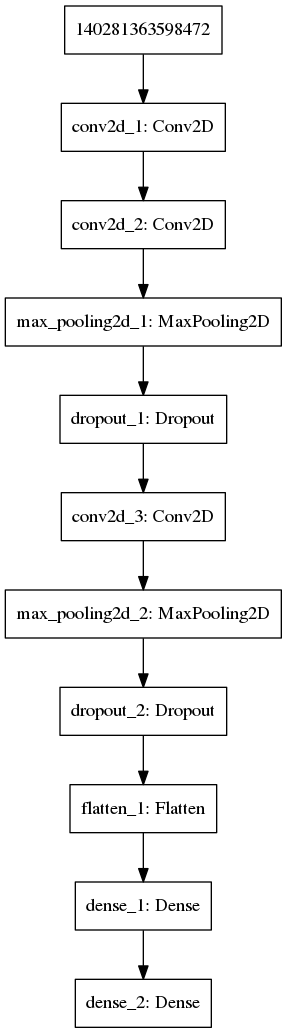 140281363598472
conv2d_1: Conv2D
conv2d_2: Conv2D
max_pooling2d_1: MaxPooling2D
dropout_1: Dropout
conv2d_3: Conv2D
max_pooling2d_2: MaxPooling2D
dropout_2: Dropout
flatten_1: Flatten
dense_1: Dense
dense_2: Dense